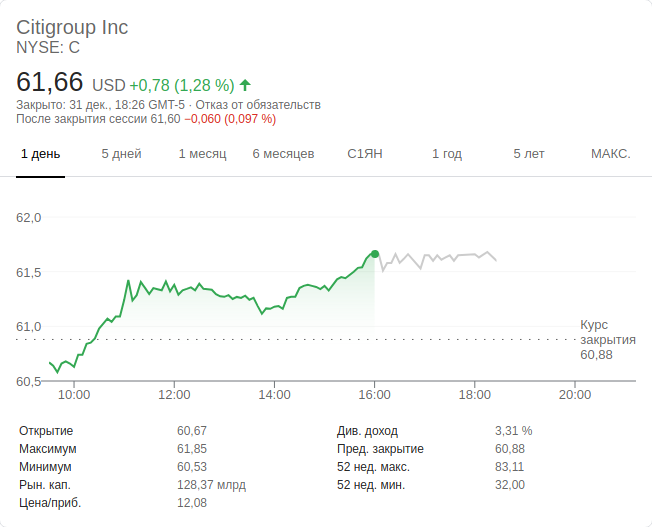 Citigroup Inc
NYSE: C
61,66 USD +0,78 (1,28 %)
Закрыто: 31 дек., 18:26 GMT-5 · Отказ от обязательств
После закрытия сессии 61,60 −0,060 (0,097 %)
1 день 5 дней 1 месяц 6 месяцев С1ЯН 1 год 5 лет МАКС.
62,0
61,5
61,0
60,5
Курс
закрытия
60,88
10:00 12:00 14:00 16:00 18:00 20:00
Открытие 60,67 Див. доход 3,31 %
Максимум 61,85 Пред. закрытие 60,88
Минимум 60,53 52 нед. макс. 83,11
Рын. кап. 128,37 млрд 52 нед. мин. 32,00
Цена/приб. 12,08